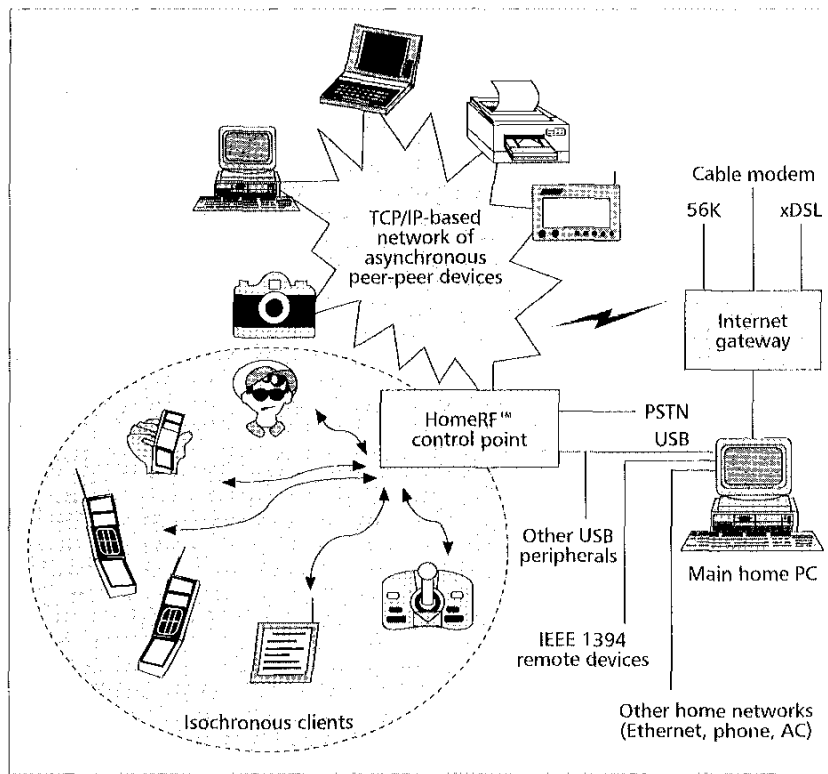 TCP/IP-based
network of
asynchronous
peer-peer devices
Cable modem
56K
xDSL
Internet
gateway
HomeRF™
control point
PSTN
USB
Other USB
peripherals
Main home PC
IEEE 1394
remote devices
Isochronous clients
Other home networks
(Ethernet, phone, AC)